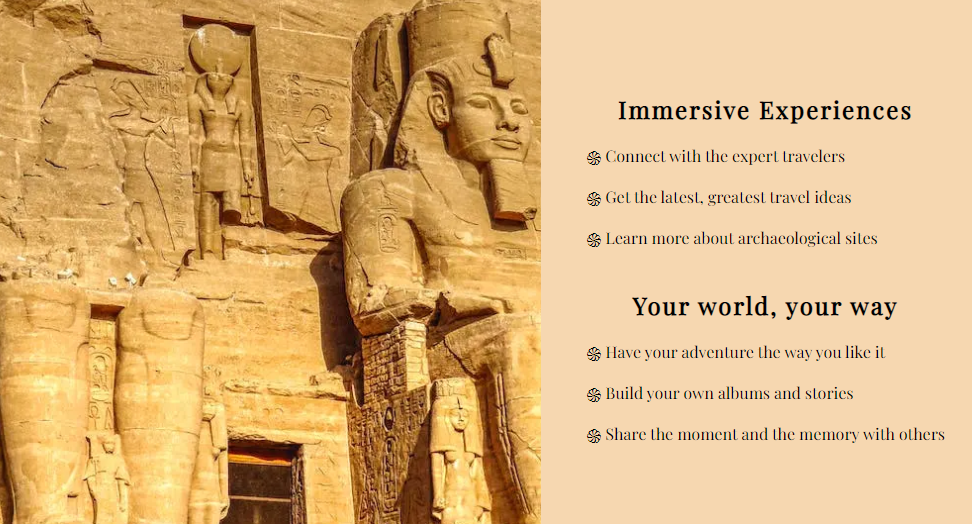 Immersive Experiences
Connect with the expert travelers
Get the latest, greatest travel ideas
Learn more about archaeological sites
Your world, your way
Have your adventure the way you like it
Build your own albums and stories
Share the moment and the memory with others